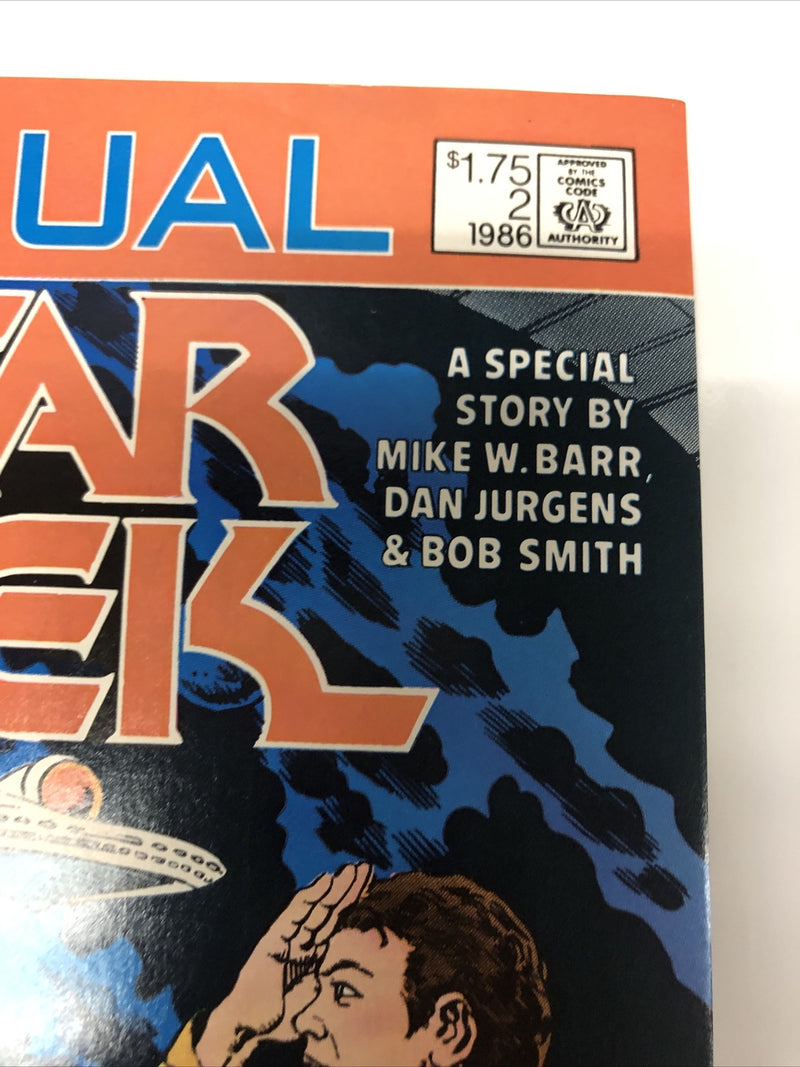 UAL
$1.75
2
1986
APPROVED
BY THE
COMICS
CODE
CA
AUTHORITY
AR
EK
A SPECIAL
STORY BY
MIKE W. BARR,
DAN JURGENS
& BOB SMITH